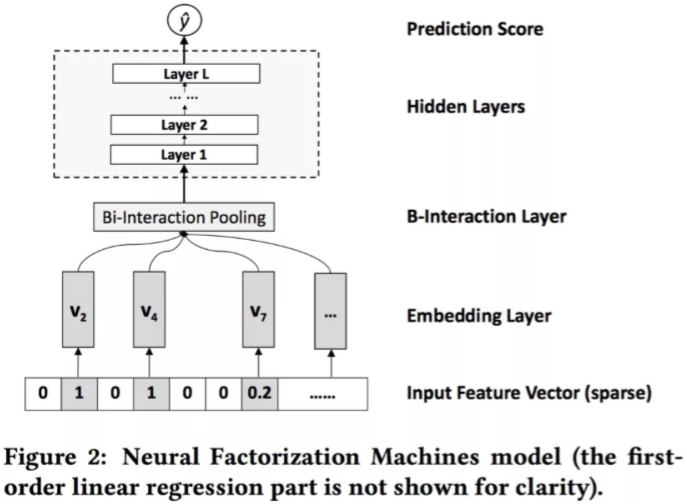 ŷ
Prediction Score
Layer L
... ...
Hidden Layers
Layer 2
Layer 1
Bi-Interaction Pooling
B-Interaction Layer
V₂ V₄ V₇ ...
Embedding Layer
0 1 0 1 0 0 0.2 ......
Input Feature Vector (sparse)
Figure 2: Neural Factorization Machines model (the first-
order linear regression part is not shown for clarity).